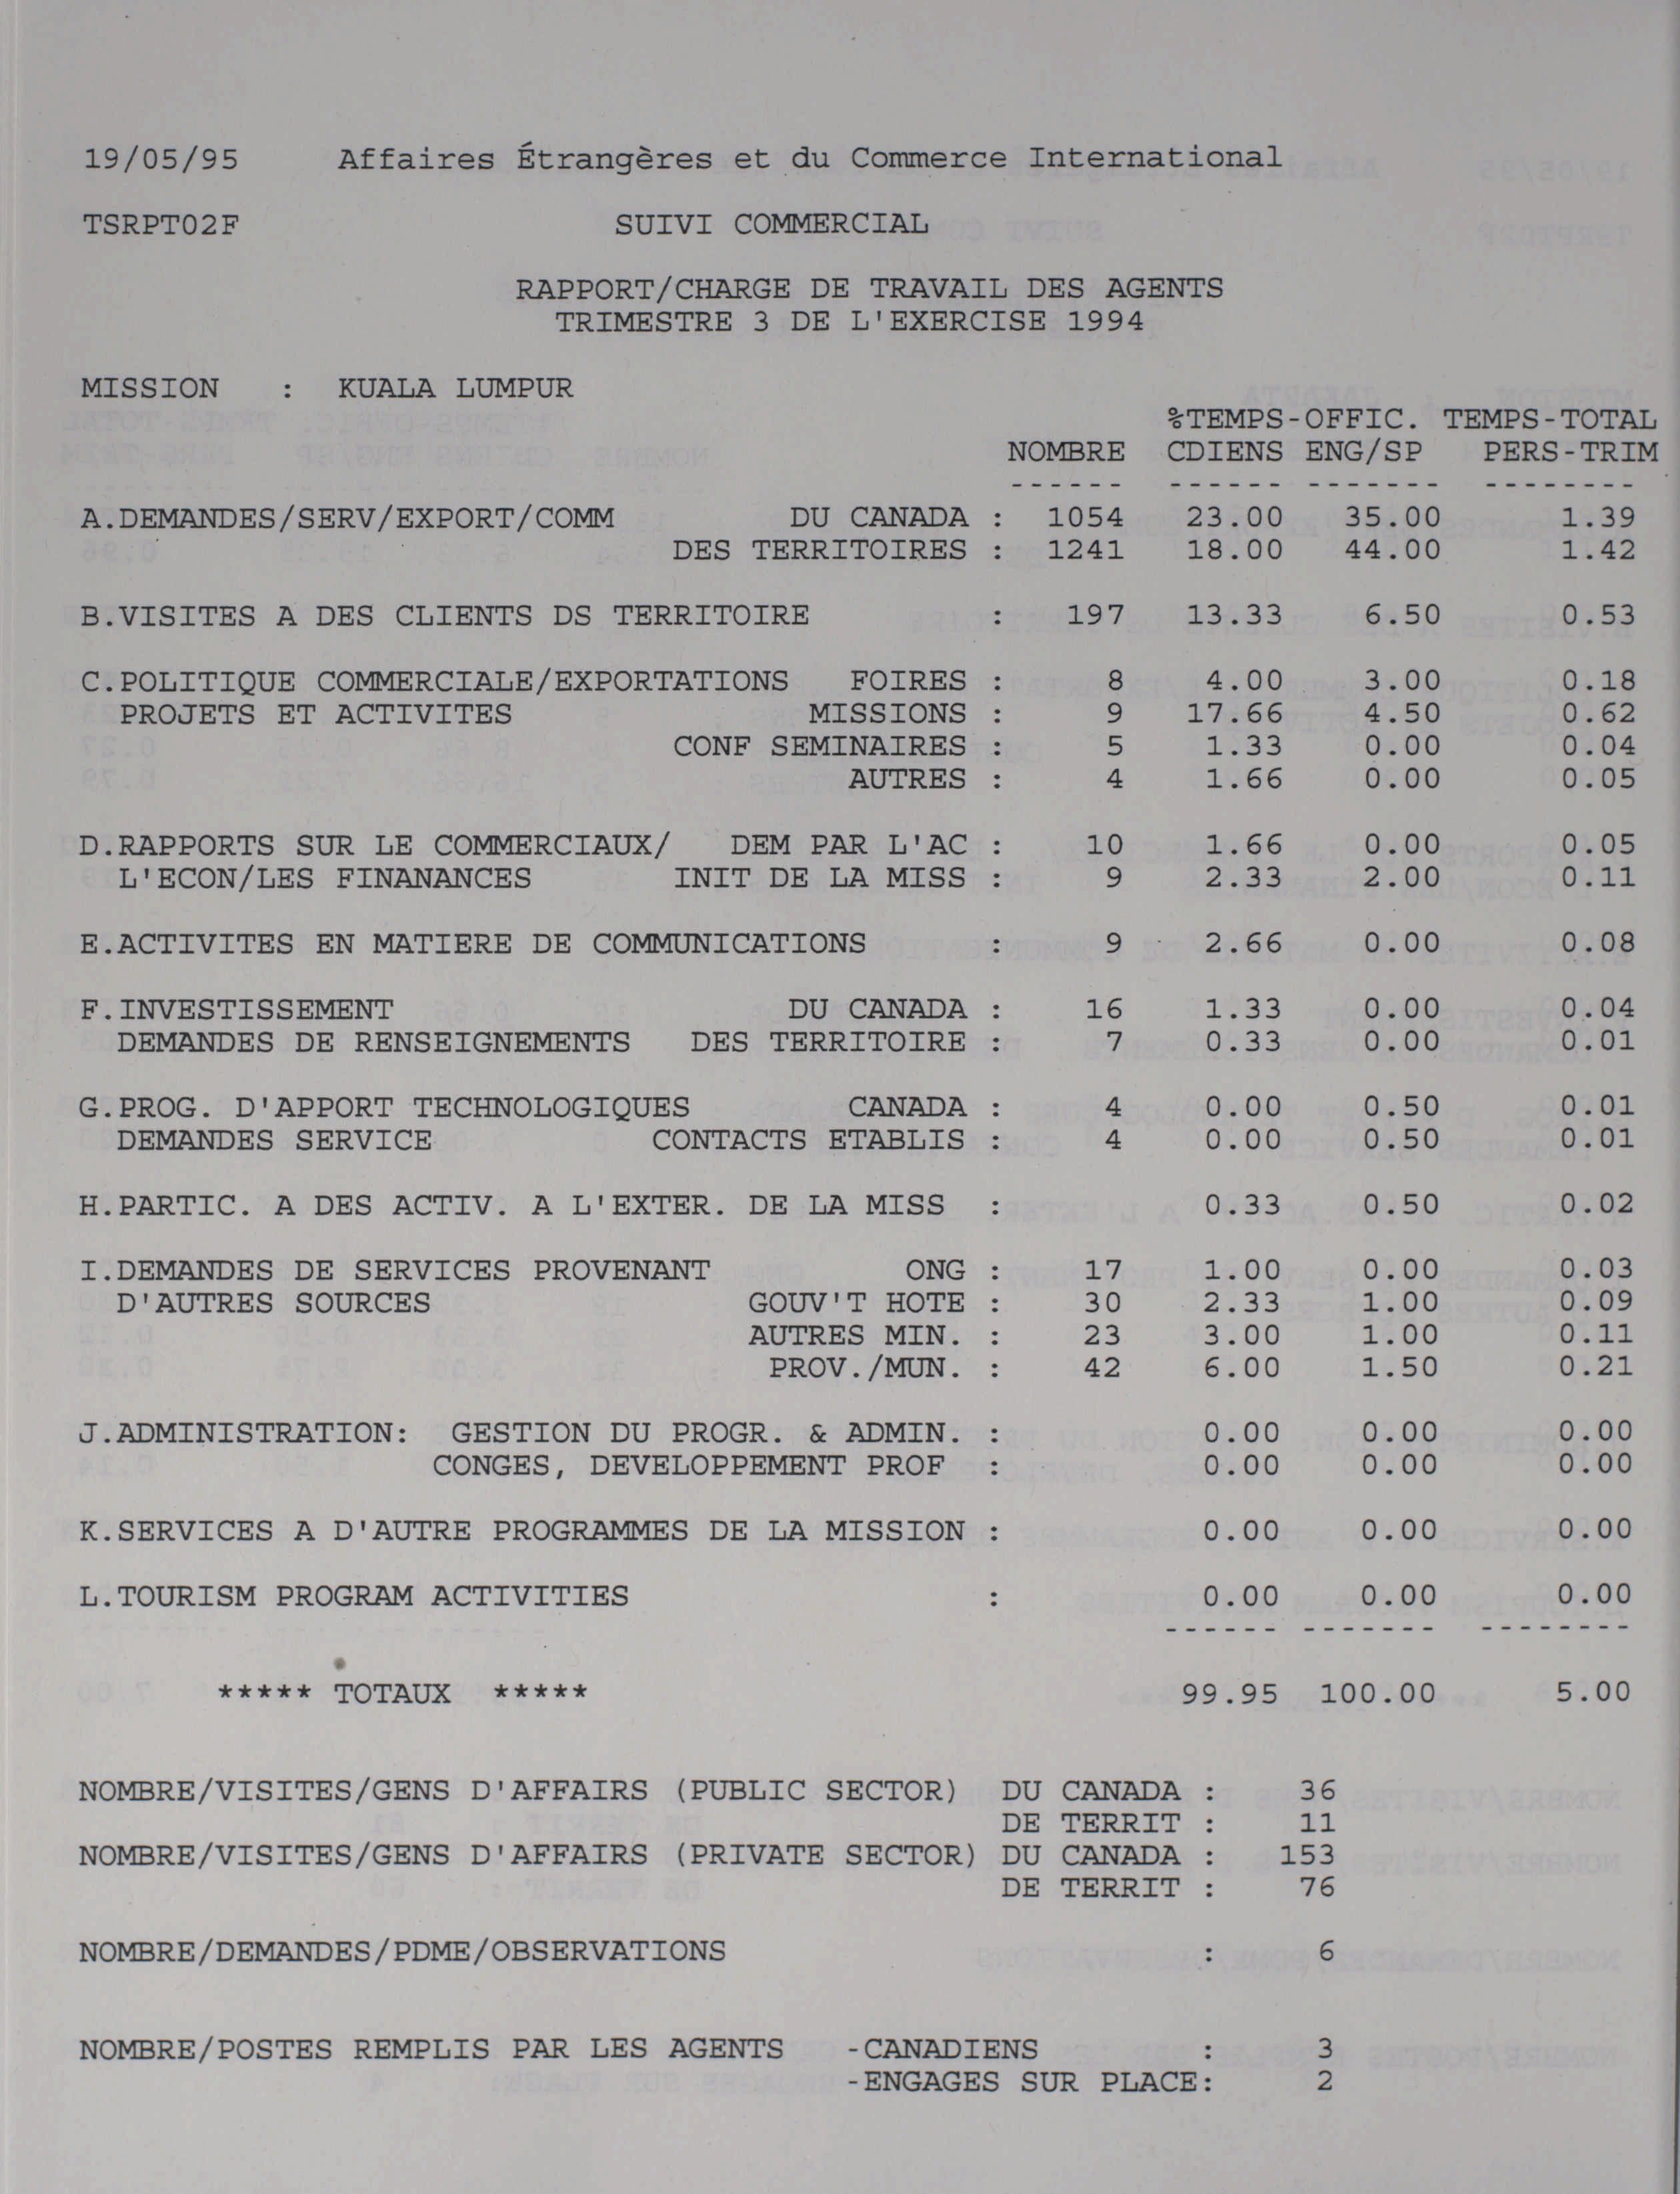 19/05/95 Affaires Étrangères et du Commerce International
TSRPT02F SUIVI COMMERCIAL
RAPPORT/CHARGE DE TRAVAIL DES AGENTS
TRIMESTRE 3 DE L'EXERCISE 1994
MISSION : KUALA LUMPUR
%TEMPS-OFFIC. TEMPS-TOTAL
NOMBRE CDIENS ENG/SP PERS-TRIM
------ ------ ------- --------
A.DEMANDES/SERV/EXPORT/COMM DU CANADA : 1054 23.00 35.00 1.39
DES TERRITOIRES : 1241 18.00 44.00 1.42
B.VISITES A DES CLIENTS DS TERRITOIRE : 197 13.33 6.50 0.53
C.POLITIQUE COMMERCIALE/EXPORTATIONS FOIRES : 8 4.00 3.00 0.18
PROJETS ET ACTIVITES MISSIONS : 9 17.66 4.50 0.62
CONF SEMINAIRES : 5 1.33 0.00 0.04
AUTRES : 4 1.66 0.00 0.05
D.RAPPORTS SUR LE COMMERCIAUX/ DEM PAR L'AC : 10 1.66 0.00 0.05
L'ECON/LES FINANANCES INIT DE LA MISS : 9 2.33 2.00 0.11
E.ACTIVITES EN MATIERE DE COMMUNICATIONS : 9 2.66 0.00 0.08
F.INVESTISSEMENT DU CANADA : 16 1.33 0.00 0.04
DEMANDES DE RENSEIGNEMENTS DES TERRITOIRE : 7 0.33 0.00 0.01
G.PROG. D'APPORT TECHNOLOGIQUES CANADA : 4 0.00 0.50 0.01
DEMANDES SERVICE CONTACTS ETABLIS : 4 0.00 0.50 0.01
H.PARTIC. A DES ACTIV. A L'EXTER. DE LA MISS : 0.33 0.50 0.02
I.DEMANDES DE SERVICES PROVENANT ONG : 17 1.00 0.00 0.03
D'AUTRES SOURCES GOUV'T HOTE : 30 2.33 1.00 0.09
AUTRES MIN. : 23 3.00 1.00 0.11
PROV./MUN. : 42 6.00 1.50 0.21
J.ADMINISTRATION: GESTION DU PROGR. & ADMIN. : 0.00 0.00 0.00
CONGES, DEVELOPPEMENT PROF : 0.00 0.00 0.00
K.SERVICES A D'AUTRE PROGRAMMES DE LA MISSION : 0.00 0.00 0.00
L.TOURISM PROGRAM ACTIVITIES : 0.00 0.00 0.00
------ ------- --------
***** TOTAUX ***** 99.95 100.00 5.00
NOMBRE/VISITES/GENS D'AFFAIRS (PUBLIC SECTOR) DU CANADA : 36
DE TERRIT : 11
NOMBRE/VISITES/GENS D'AFFAIRS (PRIVATE SECTOR) DU CANADA : 153
DE TERRIT : 76
NOMBRE/DEMANDES/PDME/OBSERVATIONS : 6
NOMBRE/POSTES REMPLIS PAR LES AGENTS -CANADIENS : 3
-ENGAGES SUR PLACE: 2